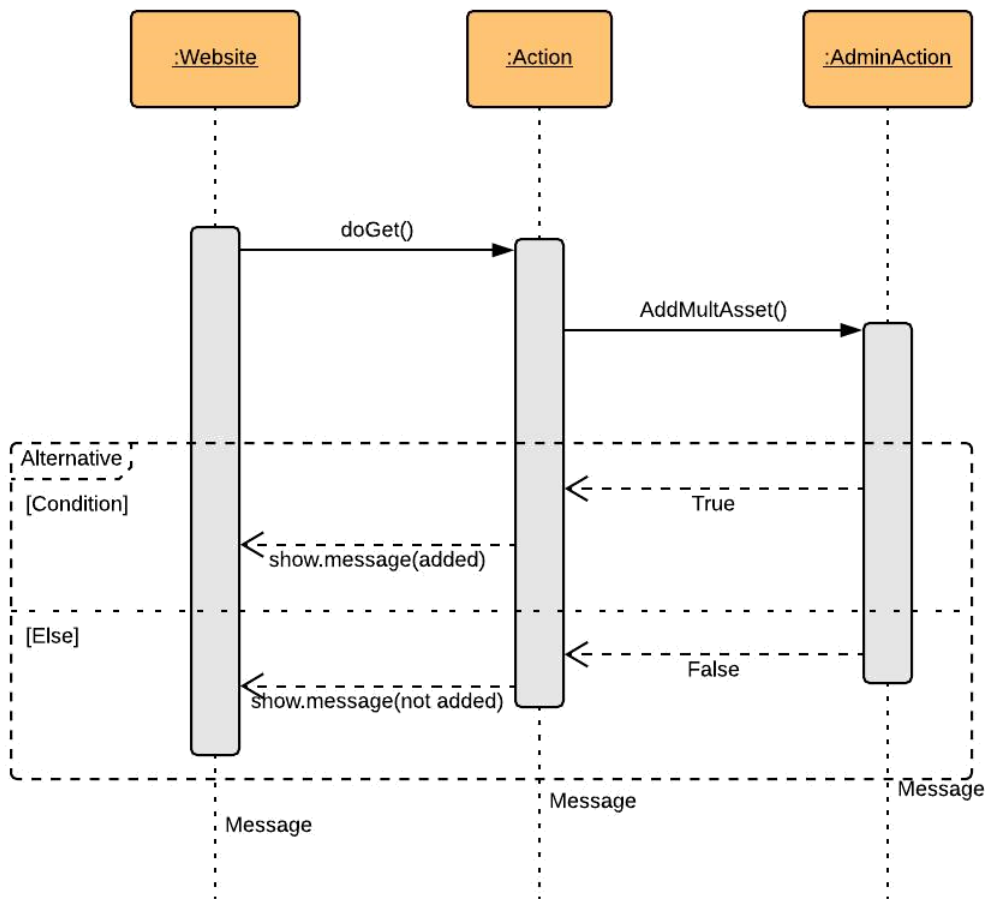 :Website
:Action
:AdminAction
doGet()
AddMultAsset()
Alternative
[Condition]
True
show.message(added)
[Else]
False
show.message(not added)
Message
Message
Message